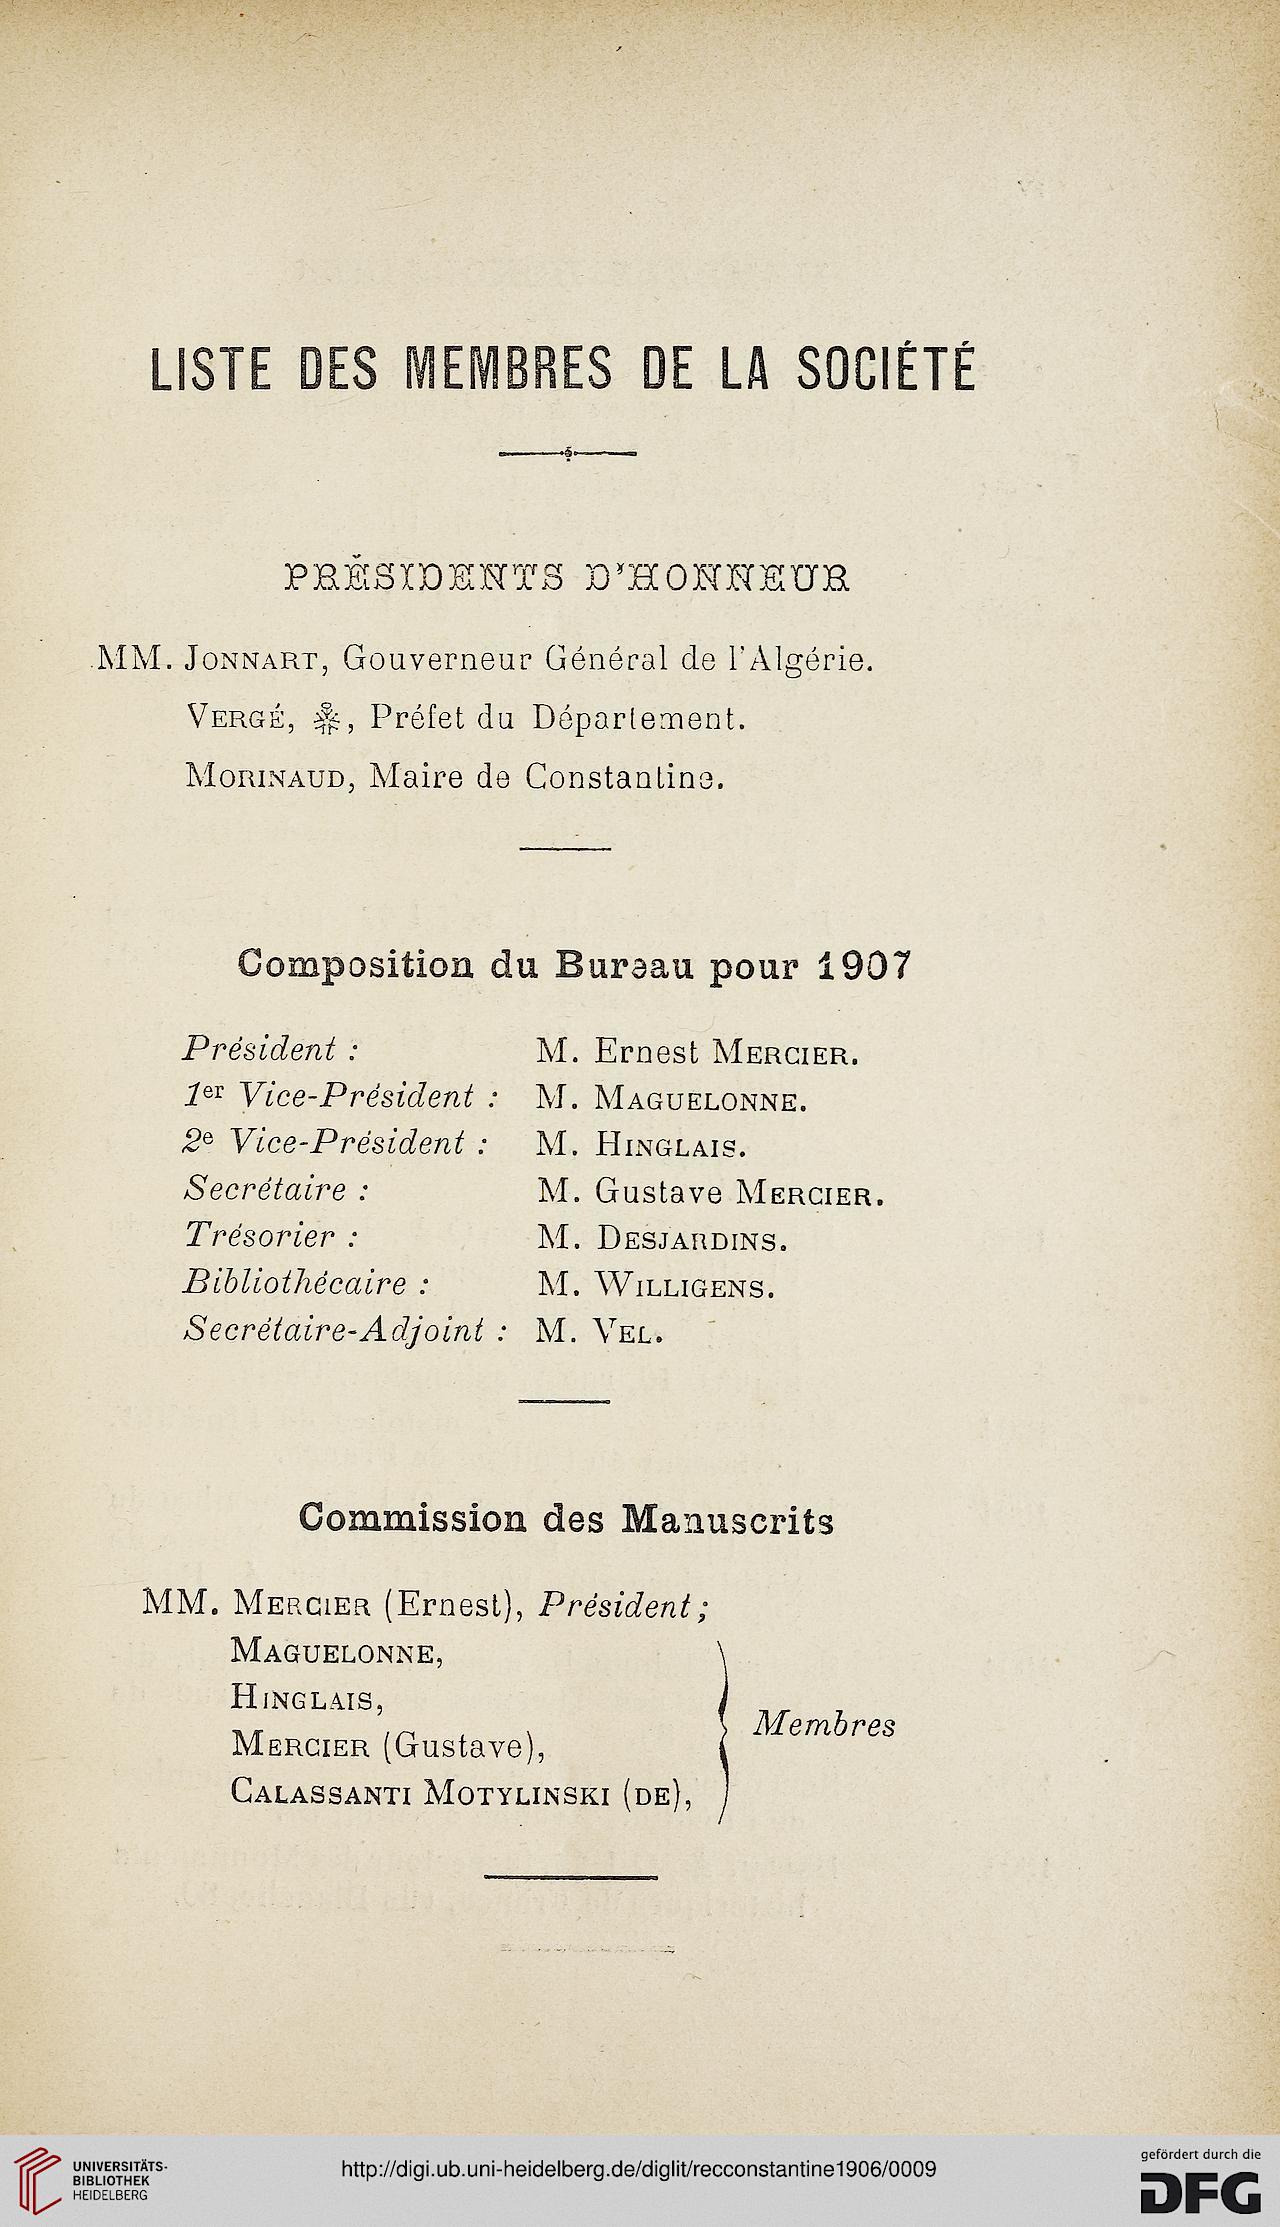 LISTE DES MEMBRES DE LA SOCIÉTÉ
PRÉSIDENTS D'HONNEUR
MM. JONNART, Gouverneur Général de l'Algérie.
VERGÉ, ✻, Préfet du Département.
MORINAUD, Maire de Constantine.
Composition du Bureau pour 1907
Président : M. Ernest MERCIER.
1er Vice-Président : M. MAGUELONNE.
2e Vice-Président : M. HINGLAIS.
Secrétaire : M. Gustave MERCIER.
Trésorier : M. DESJARDINS.
Bibliothécaire : M. WILLIGENS.
Secrétaire-Adjoint : M. VEL.
Commission des Manuscrits
MM. MERCIER (Ernest), Président ;
MAGUELONNE,
HINGLAIS,
MERCIER (Gustave),
CALASSANTI MOTYLINSKI (DE),
Membres
UNIVERSITÄTS-
BIBLIOTHEK
HEIDELBERG
http://digi.ub.uni-heidelberg.de/diglit/recconstantine1906/0009
gefördert durch die
DFG